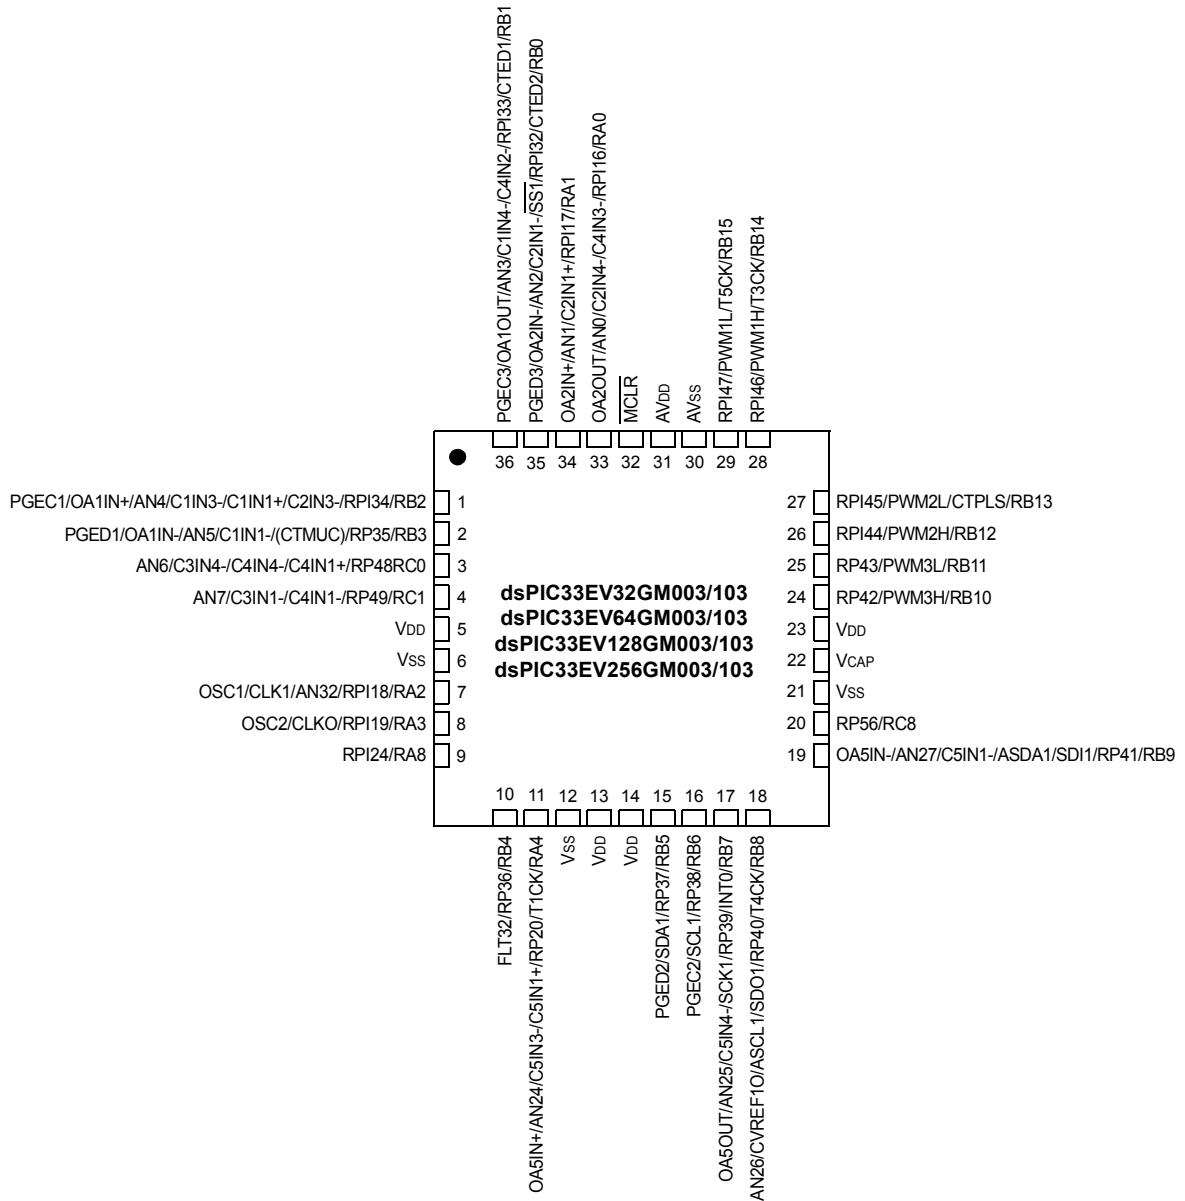 PGEC3/OA1OUT/AN3/C1IN4-/C4IN2-/RPI33/CTED1/RB1
PGED3/OA2IN-/AN2/C2IN1-/SS1/RPI32/CTED2/RB0
OA2IN+/AN1/C2IN1+/RPI17/RA1
OA2OUT/AN0/C2IN4-/C4IN3-/RPI16/RA0
MCLR
AVDD
AVSS
RPI47/PWM1L/T5CK/RB15
RPI46/PWM1H/T3CK/RB14
36 35 34 33 32 31 30 29 28
PGEC1/OA1IN+/AN4/C1IN3-/C1IN1+/C2IN3-/RPI34/RB2 1
PGED1/OA1IN-/AN5/C1IN1-/(CTMUC)/RP35/RB3 2
AN6/C3IN4-/C4IN4-/C4IN1+/RP48RC0 3
AN7/C3IN1-/C4IN1-/RP49/RC1 4
VDD 5
VSS 6
OSC1/CLK1/AN32/RPI18/RA2 7
OSC2/CLKO/RPI19/RA3 8
RPI24/RA8 9
dsPIC33EV32GM003/103
dsPIC33EV64GM003/103
dsPIC33EV128GM003/103
dsPIC33EV256GM003/103
27 RPI45/PWM2L/CTPLS/RB13
26 RPI44/PWM2H/RB12
25 RP43/PWM3L/RB11
24 RP42/PWM3H/RB10
23 VDD
22 VCAP
21 VSS
20 RP56/RC8
19 OA5IN-/AN27/C5IN1-/ASDA1/SDI1/RP41/RB9
10 11 12 13 14 15 16 17 18
FLT32/RP36/RB4
OA5IN+/AN24/C5IN3-/C5IN1+/RP20/T1CK/RA4
VSS
VDD
VDD
PGED2/SDA1/RP37/RB5
PGEC2/SCL1/RP38/RB6
OA5OUT/AN25/C5IN4-/SCK1/RP39/INT0/RB7
AN26/CVREF1O/ASCL1/SDO1/RP40/T4CK/RB8